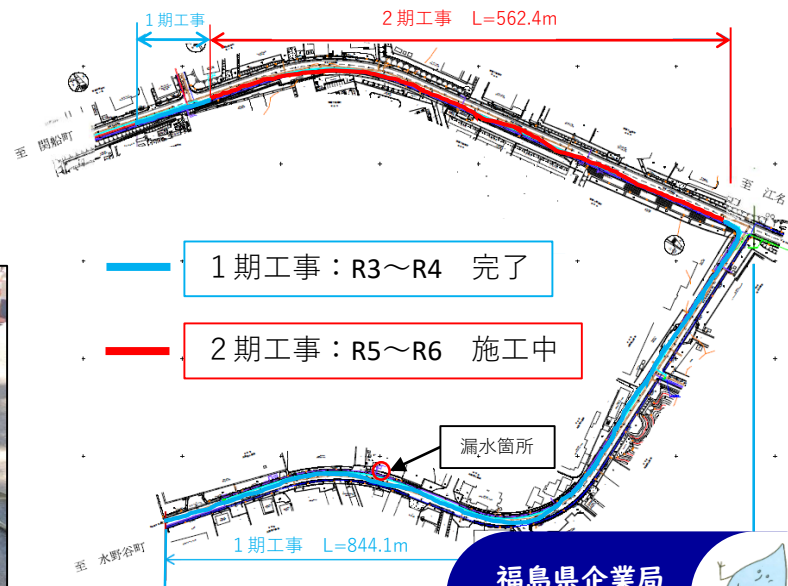 1期工事
2期工事 L=562.4m
至 関船町
至 江名
1期工事：R3～R4 完了
2期工事：R5～R6 施工中
漏水箇所
至 水野谷町
1期工事 L=844.1m
福島県企業局